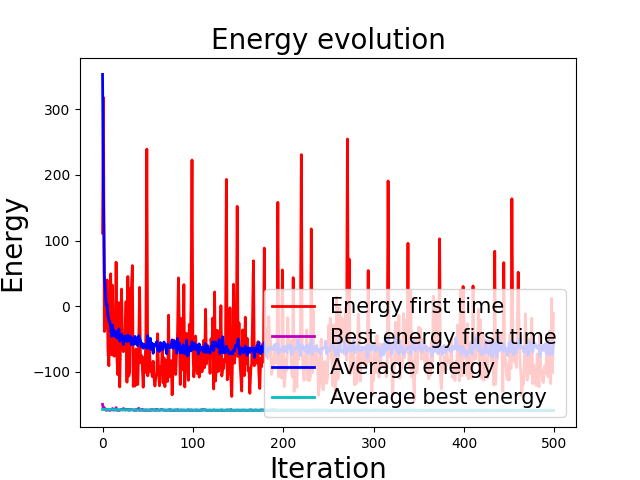 Energy evolution
Energy
300
200
100
0
−100
Energy first time
Best energy first time
Average energy
Average best energy
0
100
200
300
400
500
Iteration